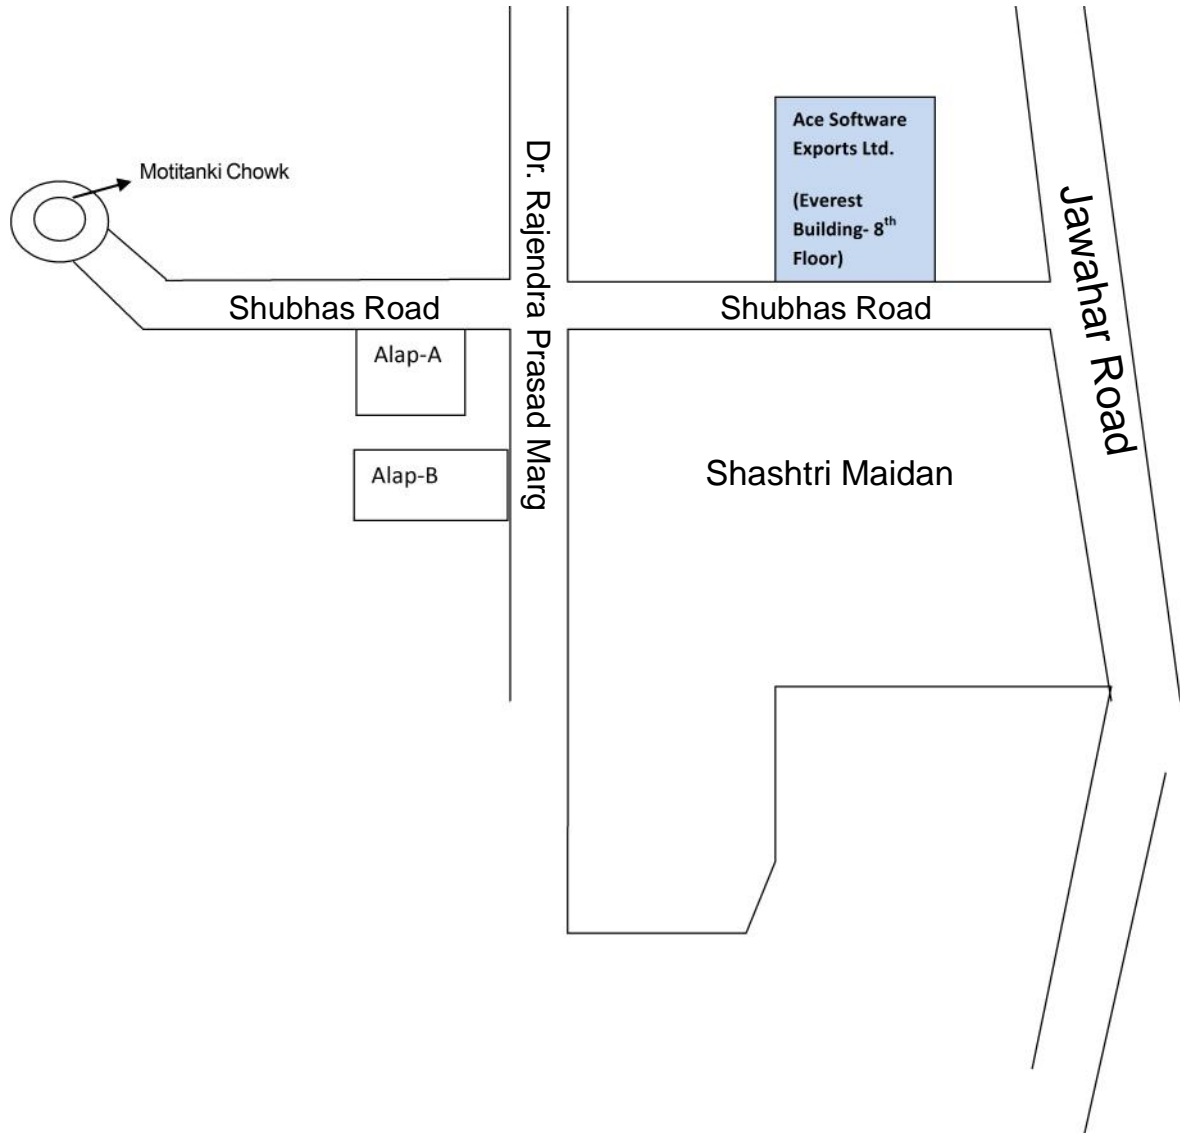 Ace Software
Exports Ltd.
(Everest
Building- 8th
Floor)
Motitanki Chowk
Dr. Rajendra Prasad Marg
Jawahar Road
Shubhas Road
Shubhas Road
Alap-A
Alap-B
Shashtri Maidan